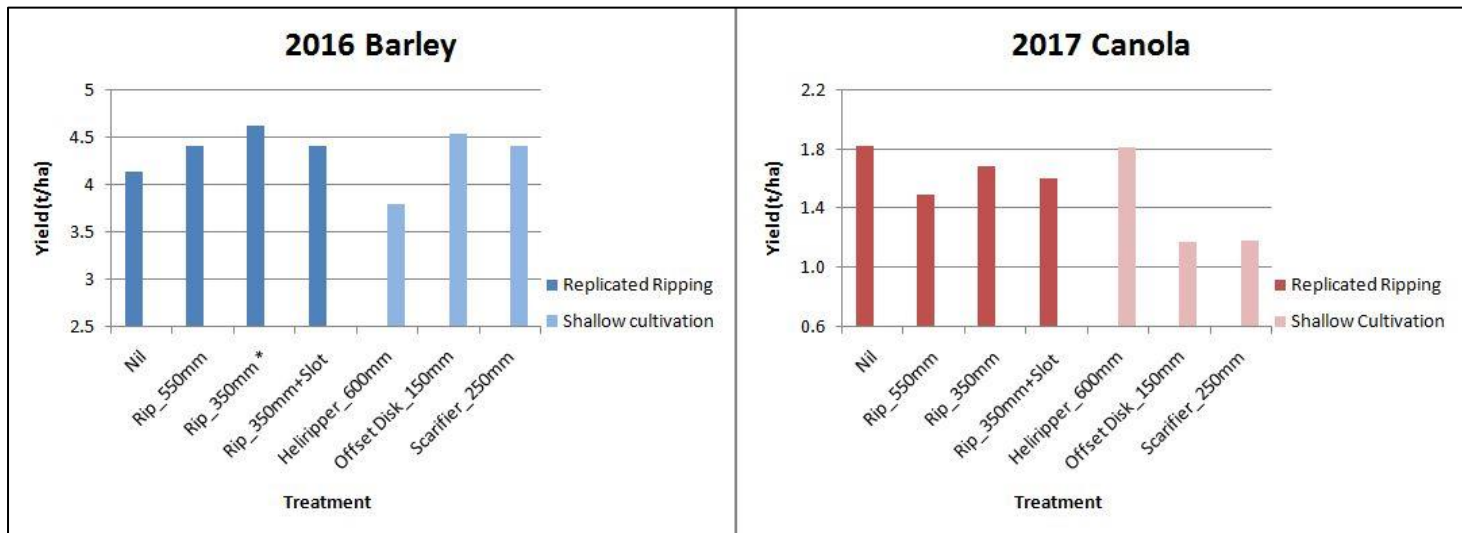 2016 Barley
Yield(t/ha)
5
4.5
4
3.5
3
2.5
Nil
Rip_550mm
Rip_350mm *
Rip_350mm+Slot
Heliripper_600mm
Offset Disk_150mm
Scarifier_250mm
Treatment
Replicated Ripping
Shallow cultivation
2017 Canola
Yield(t/ha)
2.2
1.8
1.4
1.0
0.6
Nil
Rip_550mm
Rip_350mm
Rip_350mm+Slot
Heliripper_600mm
Offset Disk_150mm
Scarifier_250mm
Treatment
Replicated Ripping
Shallow Cultivation